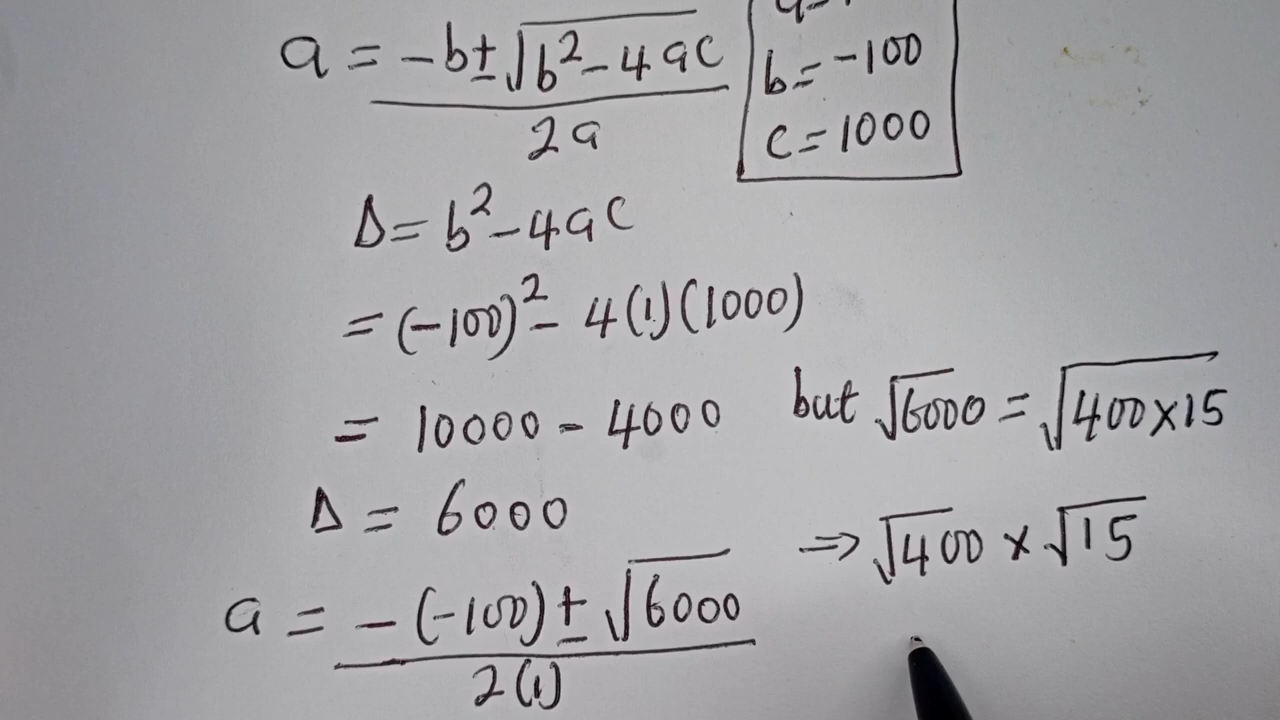 a = -b ± √b² - 4ac / 2a
b = -100
c = 1000
Δ = b² - 4ac
= (-100)² - 4(1)(1000)
= 10000 - 4000
but √6000 = √400×15
Δ = 6000
⇒ √400 × √15
a = -(-100) ± √6000 / 2(1)